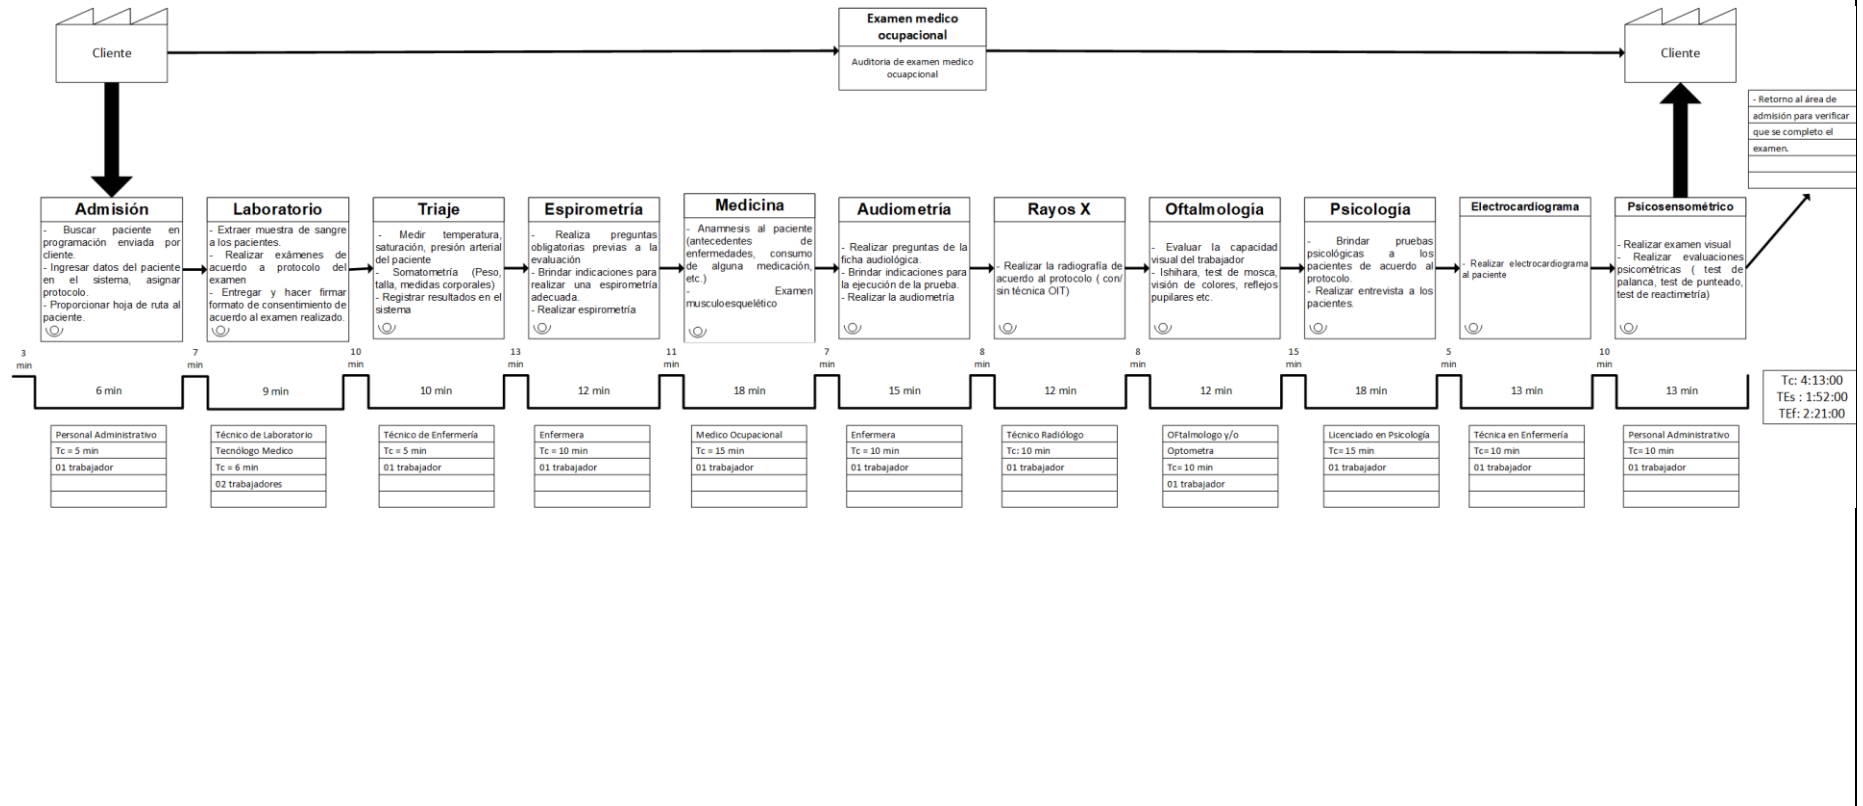 Cliente
Examen medico
ocupacional
Auditoria de examen medico
ocuapcional
Cliente
- Retorno al área de
admisión para verificar
que se completo el
examen.
Admisión
- Buscar paciente en
programación enviada por
cliente.
- Ingresar datos del paciente
en el sistema, asignar
protocolo.
- Proporcionar hoja de ruta al
paciente.
Laboratorio
- Extraer muestra de sangre
a los pacientes.
- Realizar exámenes de
acuerdo a protocolo del
examen
- Entregar y hacer firmar
formato de consentimiento de
acuerdo al examen realizado.
Triaje
- Medir temperatura,
saturación, presión arterial
del paciente
- Somatometría (Peso,
talla, medidas corporales)
- Registrar resultados en el
sistema
Espirometría
- Realiza preguntas
obligatorias previas a la
evaluación
- Brindar indicaciones para
realizar una espirometría
adecuada.
- Realizar espirometría
Medicina
- Anamnesis al paciente
(antecedentes de
enfermedades, consumo
de alguna medicación,
etc.)
- Examen
musculoesquelético
Audiometría
- Realizar preguntas de la
ficha audiológica.
- Brindar indicaciones para
la ejecución de la prueba.
- Realizar la audiometría
Rayos X
- Realizar la radiografía de
acuerdo al protocolo ( con/
sin técnica OIT)
Oftalmología
- Evaluar la capacidad
visual del trabajador
- Ishihara, test de mosca,
visión de colores, reflejos
pupilares etc.
Psicología
- Brindar pruebas
psicológicas a los
pacientes de acuerdo al
protocolo.
- Realizar entrevista a los
pacientes.
Electrocardiograma
- Realizar electrocardiograma
al paciente
Psicosensométrico
- Realizar examen visual
- Realizar evaluaciones
psicométricas ( test de
palanca, test de punteado,
test de reactimetría)
3
min
7
min
10
min
13
min
11
min
7
min
8
min
8
min
15
min
5
min
10
min
6 min
9 min
10 min
12 min
18 min
15 min
12 min
12 min
18 min
13 min
13 min
Tc: 4:13:00
TEs : 1:52:00
TEf: 2:21:00
Personal Administrativo
Tc = 5 min
01 trabajador
Técnico de Laboratorio
Tecnólogo Medico
Tc = 6 min
02 trabajadores
Técnico de Enfermería
Tc = 5 min
01 trabajador
Enfermera
Tc = 10 min
01 trabajador
Medico Ocupacional
Tc = 15 min
01 trabajador
Enfermera
Tc = 10 min
01 trabajador
Técnico Radiólogo
Tc: 10 min
01 trabajador
OFtalmologo y/o
Optometra
Tc= 10 min
01 trabajador
Licenciado en Psicología
Tc= 15 min
01 trabajador
Técnica en Enfermería
Tc= 10 min
01 trabajador
Personal Administrativo
Tc= 10 min
01 trabajador